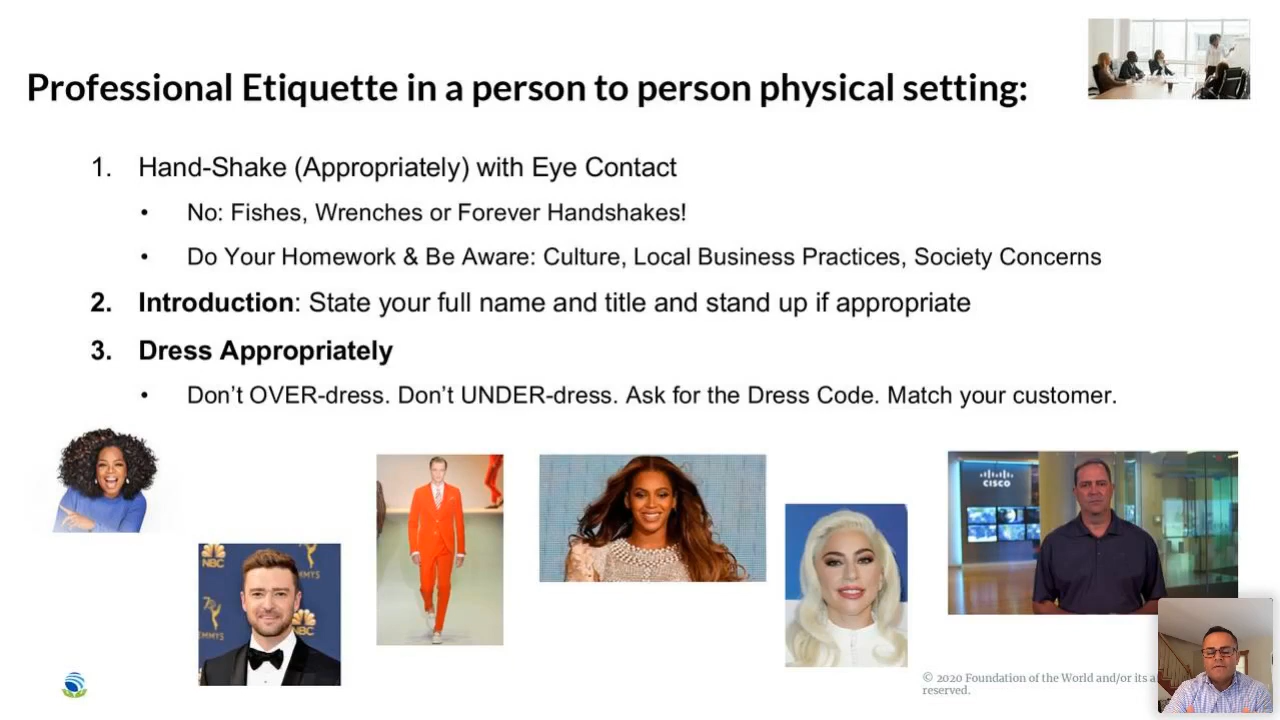 Professional Etiquette in a person to person physical setting:
1. Hand-Shake (Appropriately) with Eye Contact
• No: Fishes, Wrenches or Forever Handshakes!
• Do Your Homework & Be Aware: Culture, Local Business Practices, Society Concerns
2. Introduction: State your full name and title and stand up if appropriate
3. Dress Appropriately
• Don't OVER-dress. Don't UNDER-dress. Ask for the Dress Code. Match your customer.
CISCO
NBC
EMMYS
NBC
EMMYS
© 2020 Foundation of the World and/or its
reserved.